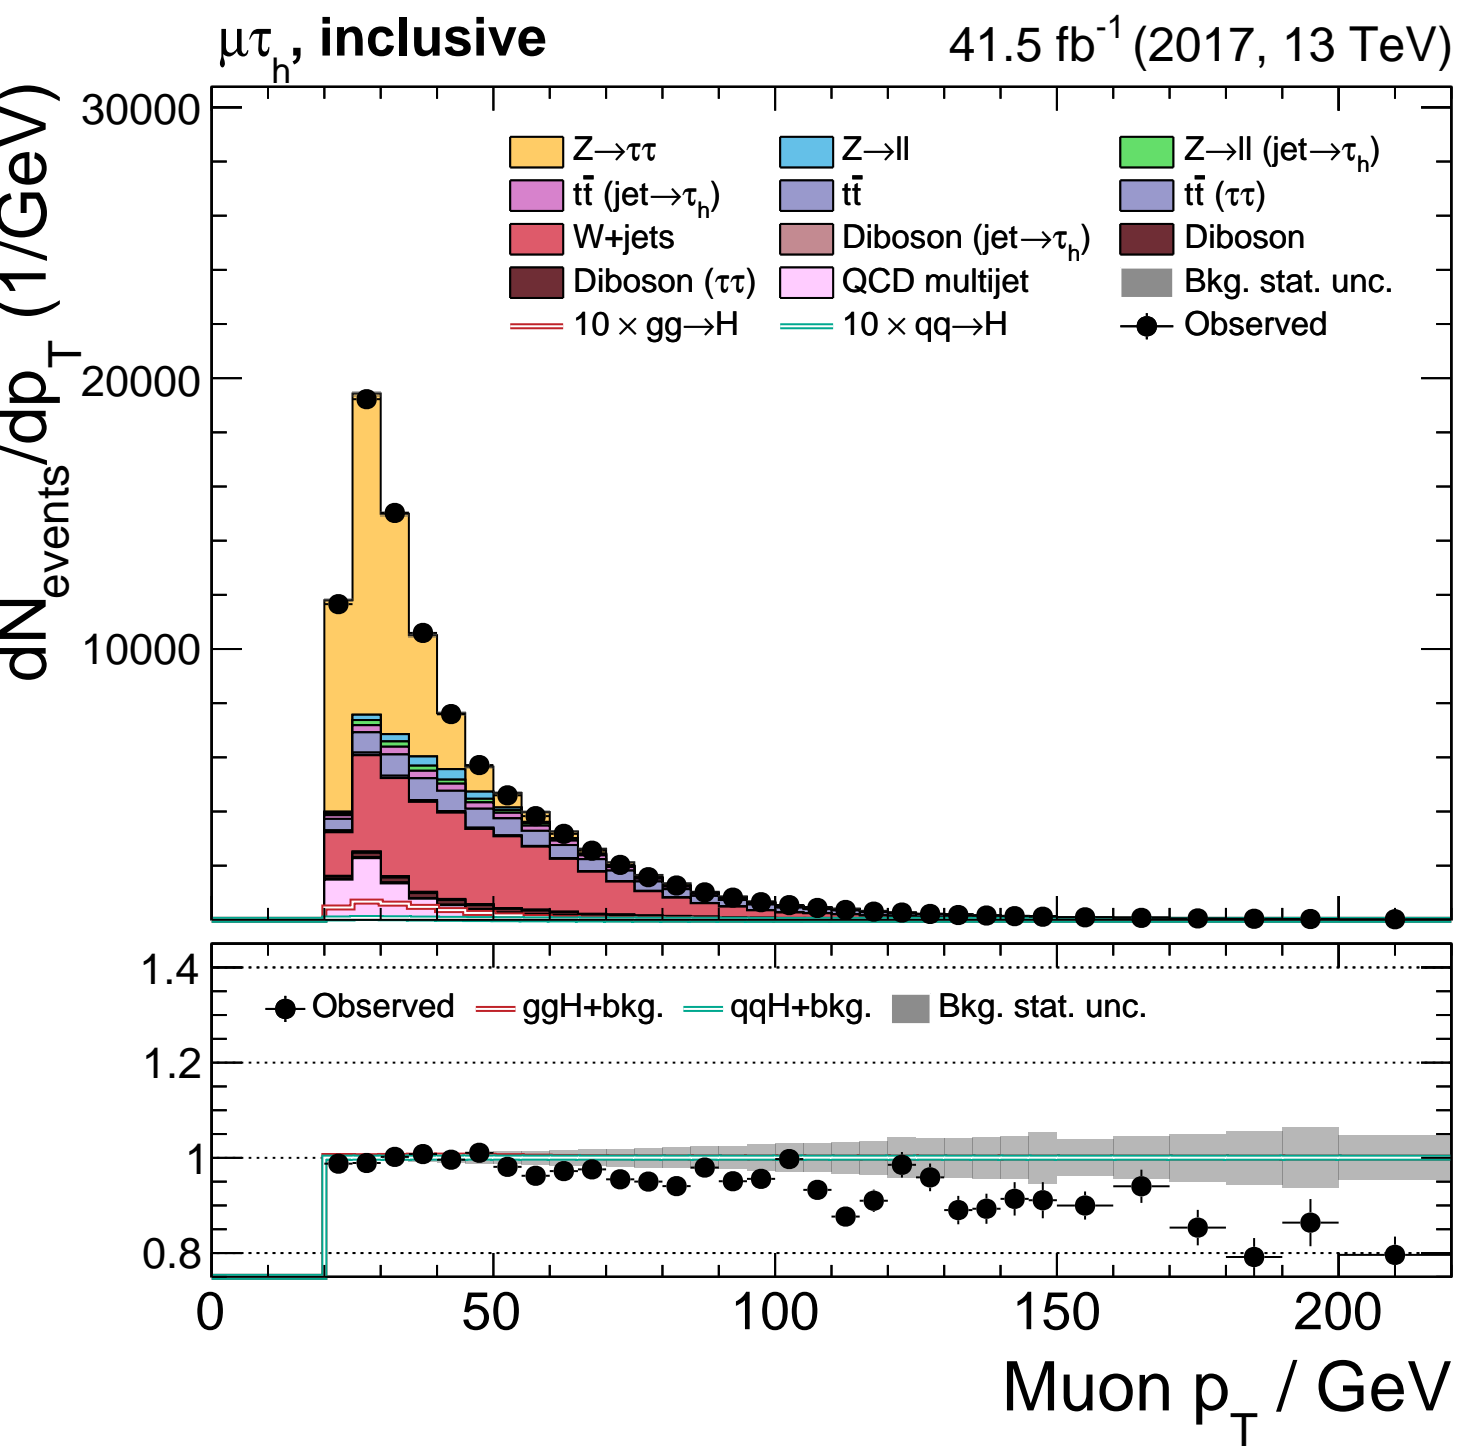 μτh, inclusive
41.5 fb-1 (2017, 13 TeV)
dNevents/dpT (1/GeV)
30000
20000
10000
Z→ττ
Z→ll
Z→ll (jet→τh)
tt̄ (jet→τh)
tt̄
tt̄ (ττ)
W+jets
Diboson (jet→τh)
Diboson
Diboson (ττ)
QCD multijet
Bkg. stat. unc.
10 × gg→H
10 × qq→H
Observed
1.4
1.2
1
0.8
Observed
ggH+bkg.
qqH+bkg.
Bkg. stat. unc.
0
50
100
150
200
Muon pT / GeV